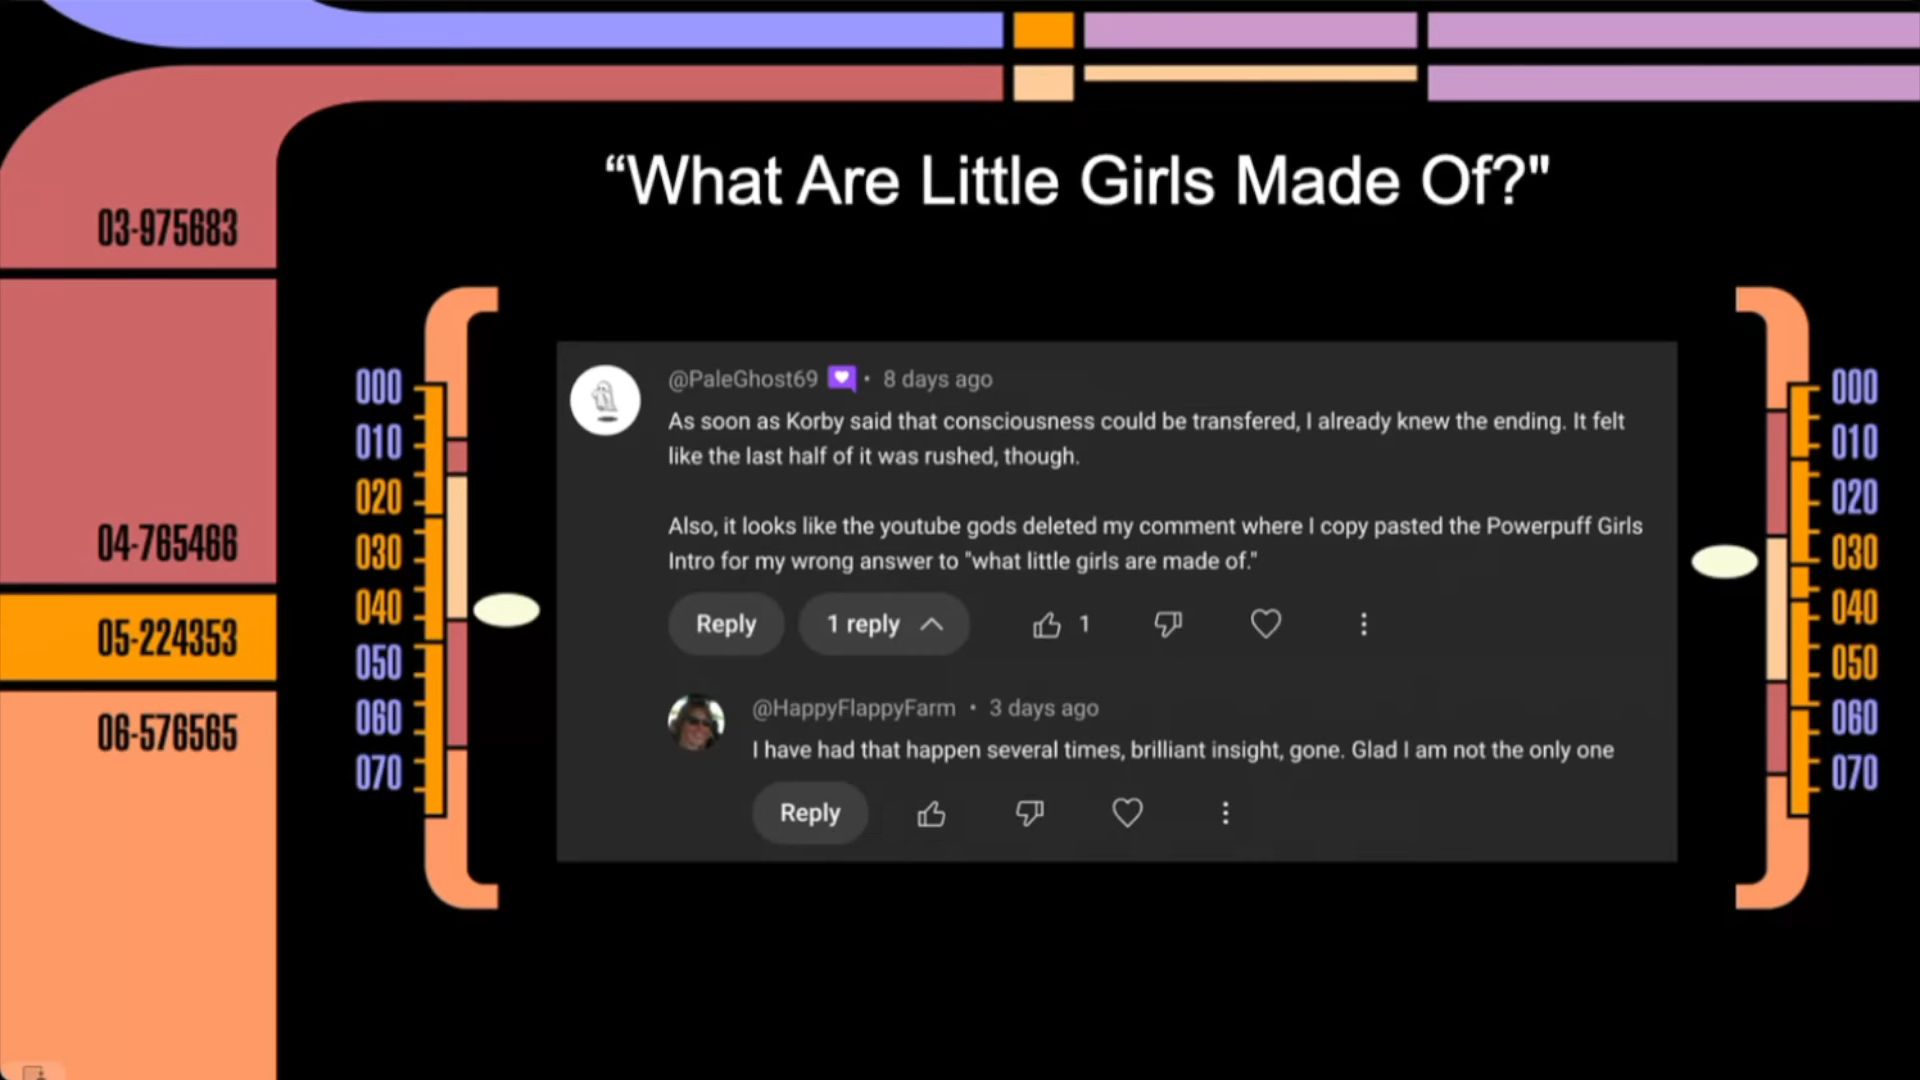 “What Are Little Girls Made Of?"
03-975683
04-765466
05-224353
06-576565
000
010
020
030
040
050
060
070
@PaleGhost69 • 8 days ago
As soon as Korby said that consciousness could be transfered, I already knew the ending. It felt
like the last half of it was rushed, though.
Also, it looks like the youtube gods deleted my comment where I copy pasted the Powerpuff Girls
Intro for my wrong answer to "what little girls are made of."
Reply 1 reply 1
@HappyFlappyFarm • 3 days ago
I have had that happen several times, brilliant insight, gone. Glad I am not the only one
Reply
000
010
020
030
040
050
060
070